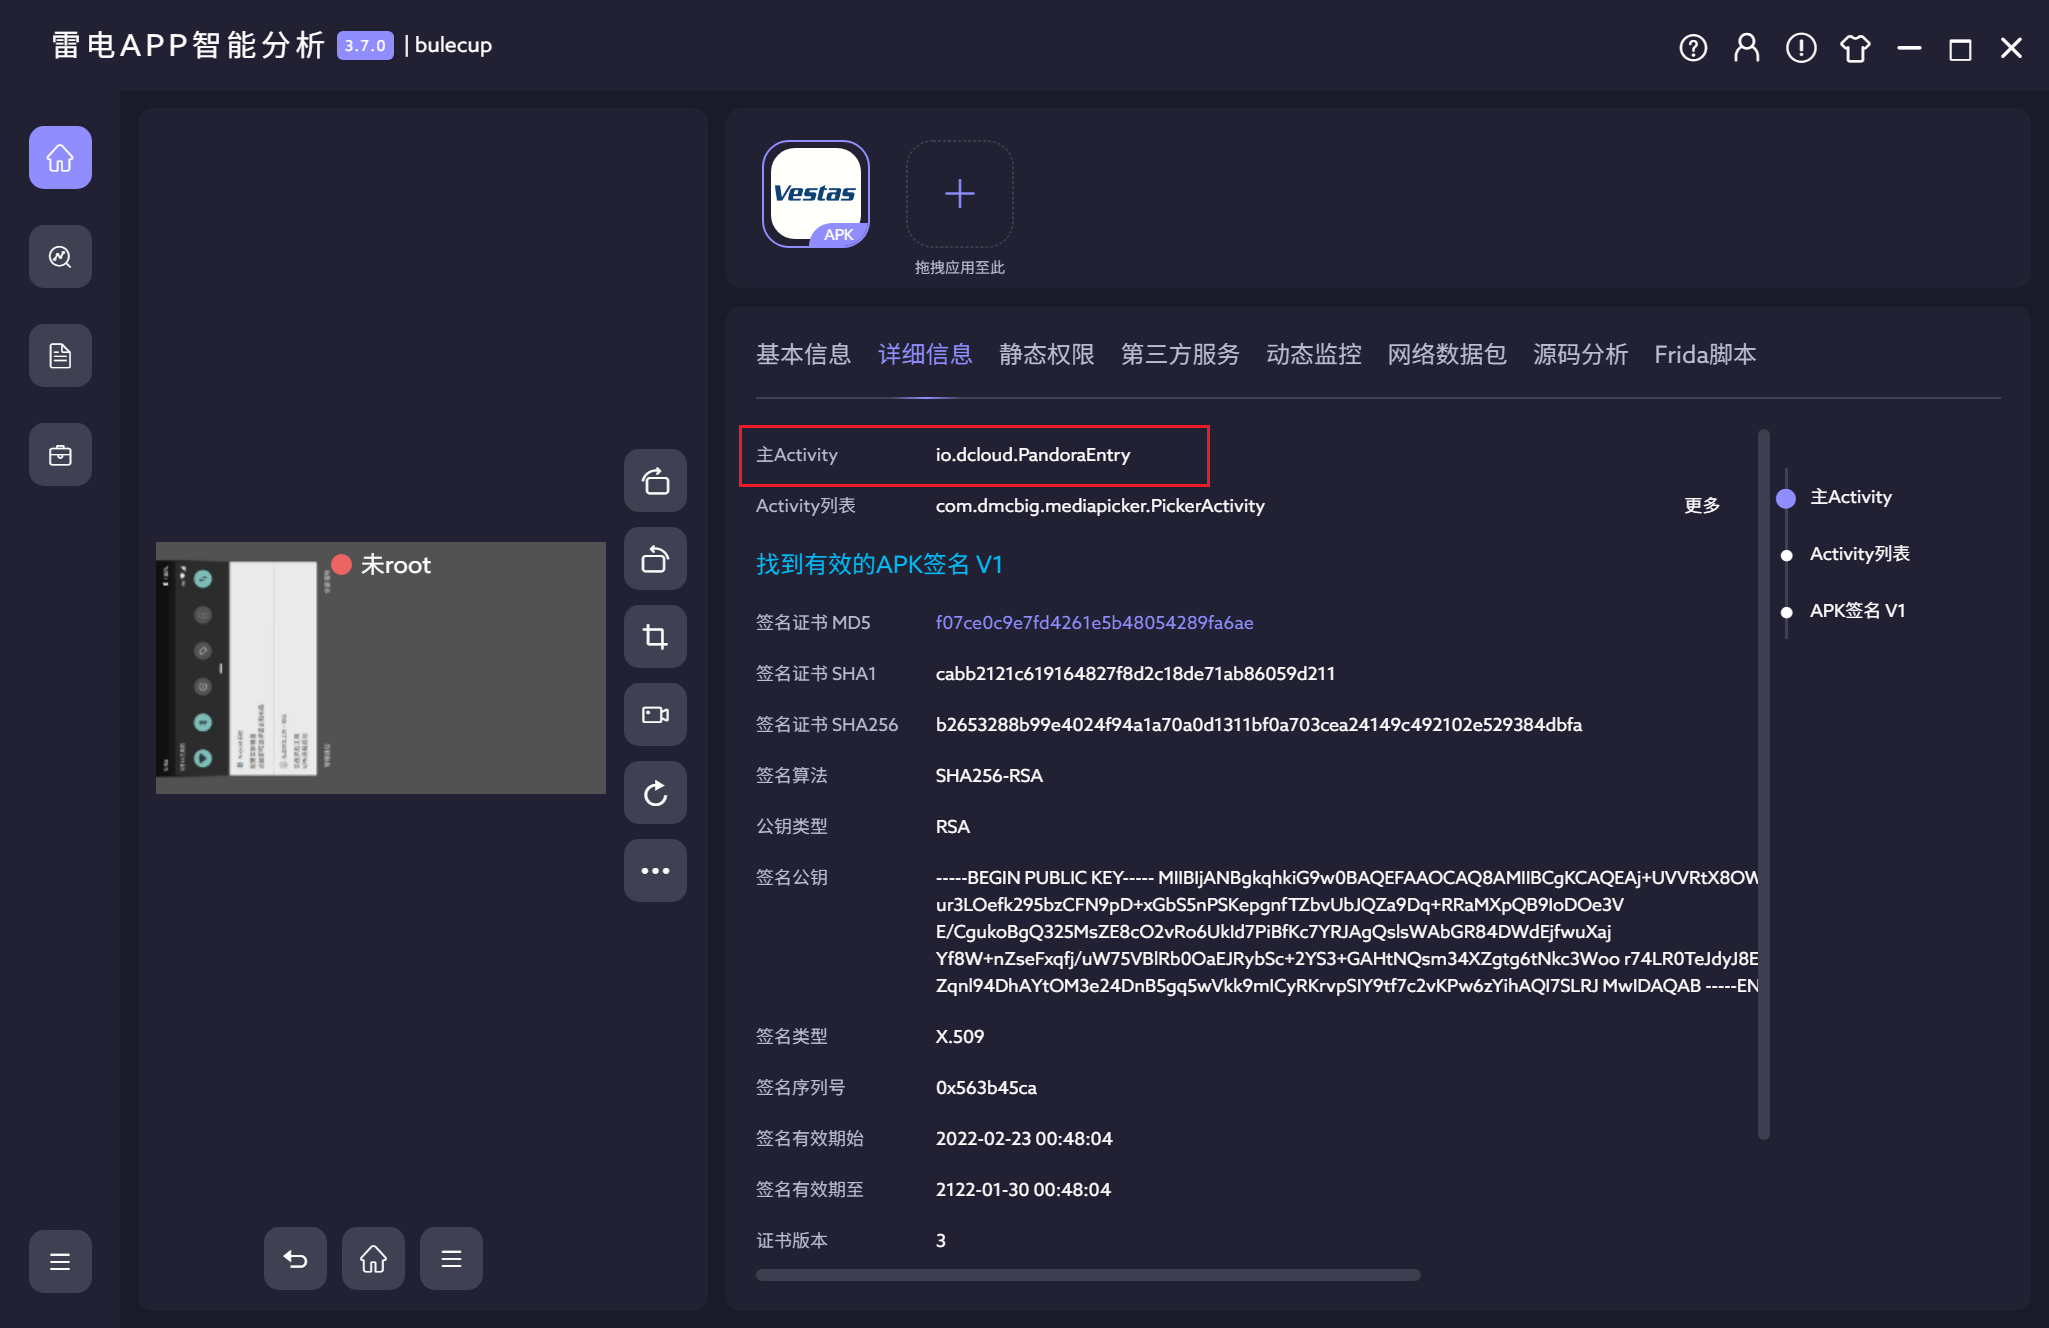 雷电APP智能分析 3.7.0 | bulecup
Vestas
APK
拖拽应用至此
基本信息 详细信息 静态权限 第三方服务 动态监控 网络数据包 源码分析 Frida脚本
主Activity io.dcloud.PandoraEntry
Activity列表 com.dmcbig.mediapicker.PickerActivity 更多
找到有效的APK签名 V1
签名证书 MD5 f07ce0c9e7fd4261e5b48054289fa6ae
签名证书 SHA1 cabb2121c619164827f8d2c18de71ab86059d211
签名证书 SHA256 b2653288b99e4024f94a1a70a0d1311bf0a703cea24149c492102e529384dbfa
签名算法 SHA256-RSA
公钥类型 RSA
签名公钥 -----BEGIN PUBLIC KEY----- MIIBIjANBgkqhkiG9w0BAQEFAAOCAQ8AMIIBCgKCAQEAj+UVVRtX8OW
ur3LOefk295bzCFN9pD+xGbS5nPSKepgnfTZbvUbJQZa9Dq+RRaMXpQB9IoDOe3V
E/CgukoBgQ325MsZE8cO2vRo6UkId7PiBfKc7YRJAgQslsWAbGR84DWdEjfwuXaj
Yf8W+nZseFxqfj/uW75VBlRb0OaEJRybSc+2YS3+GAHtNQsm34XZgtg6tNkc3Woo r74LR0TeJdyJ8E
Zqnl94DhAYtOM3e24DnB5gq5wVkk9mICyRKrvpSIY9tf7c2vKPw6zYihAQI7SLRJ MwIDAQAB -----EN
签名类型 X.509
签名序列号 0x563b45ca
签名有效期始 2022-02-23 00:48:04
签名有效期至 2122-01-30 00:48:04
证书版本 3
主Activity
Activity列表
APK签名 V1
未root